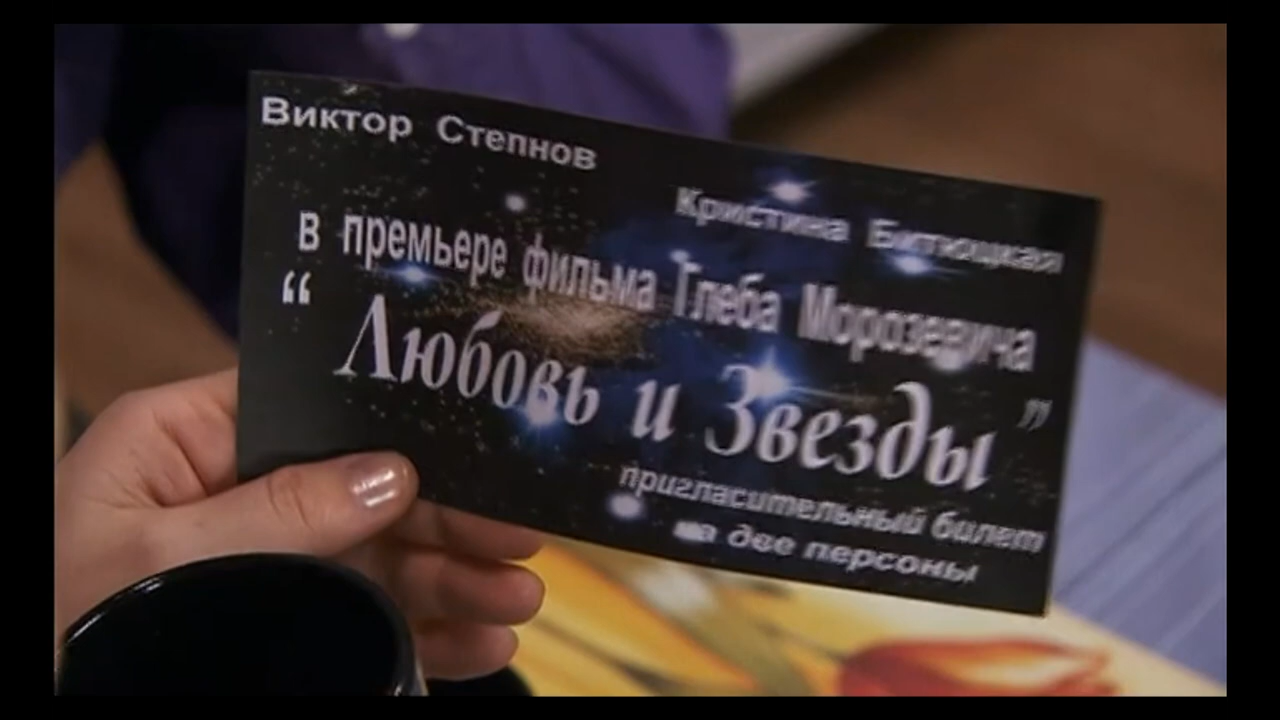 Виктор Степнов
Кристина Битюцкая
в премьере фильма Глеба Морозевича
“ Любовь и Звезды ”
пригласительный билет
на две персоны